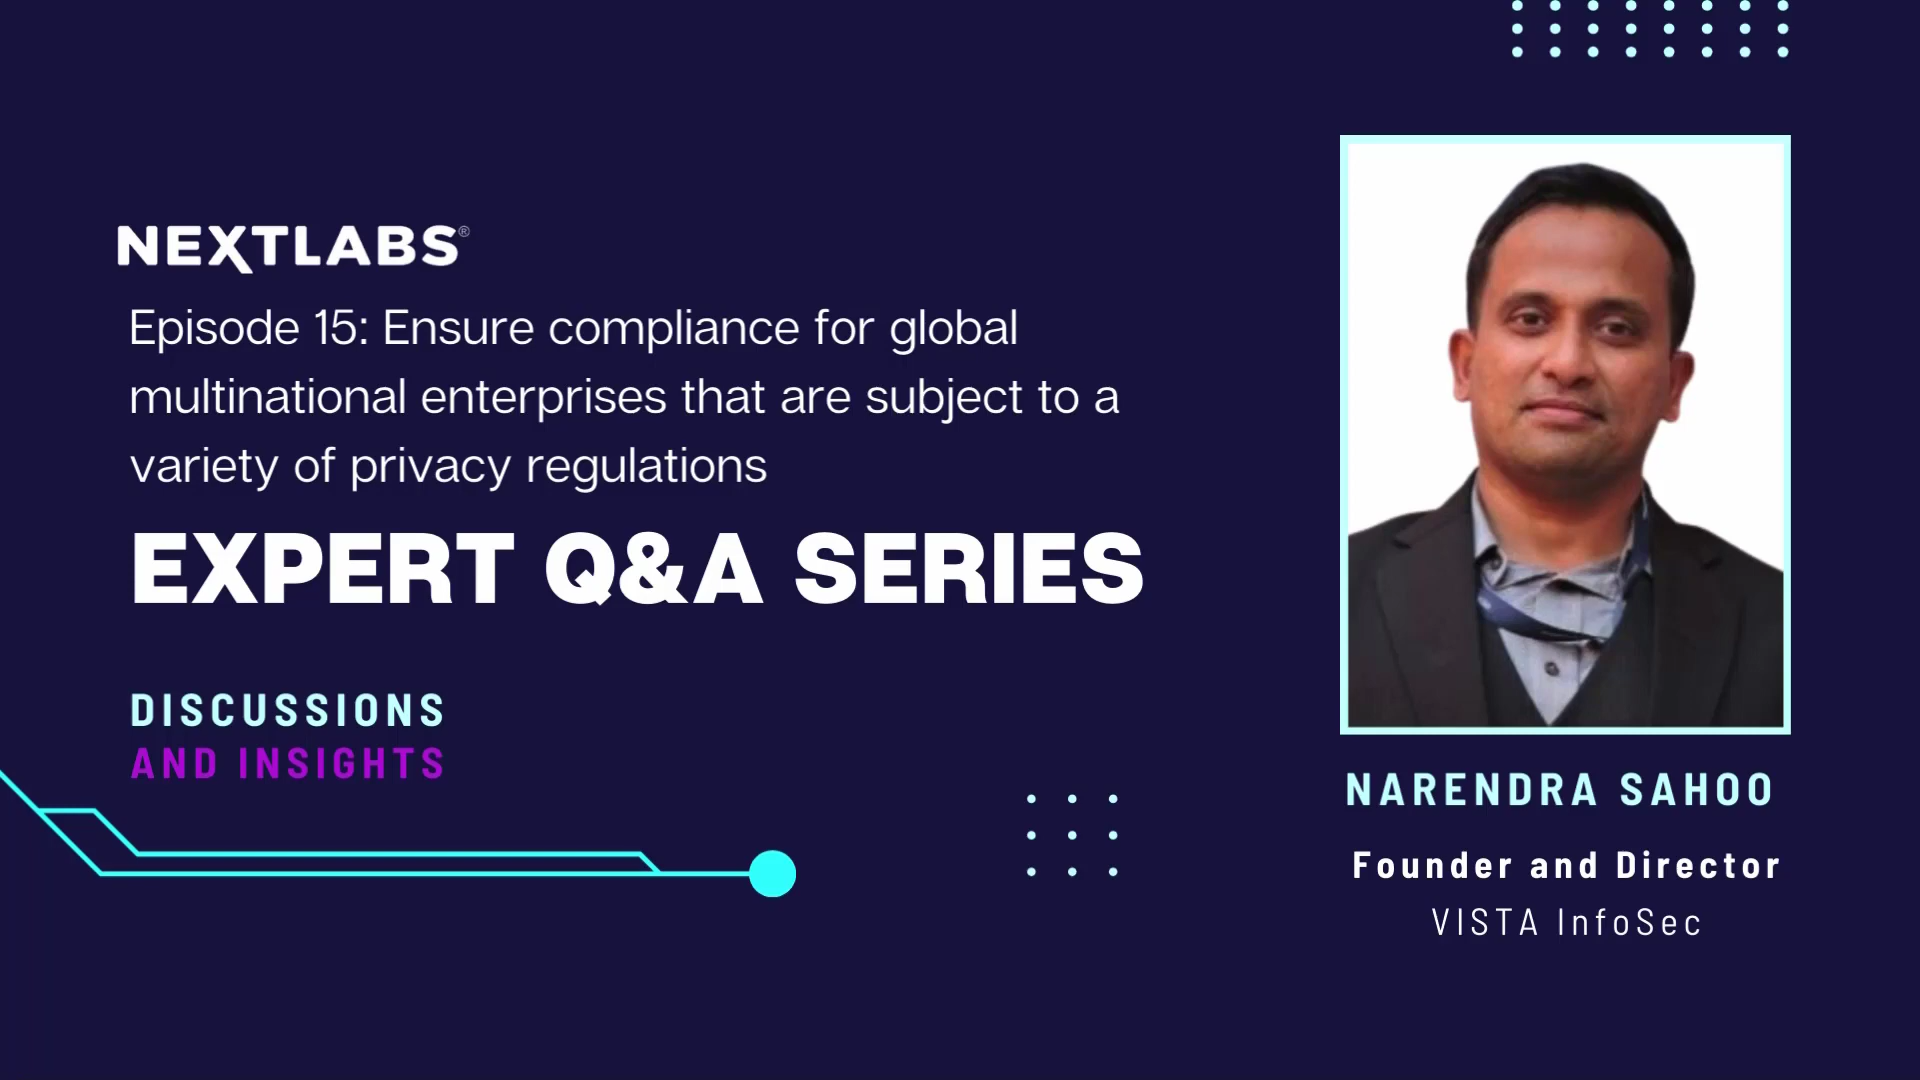 NEXTLABS®
Episode 15: Ensure compliance for global
multinational enterprises that are subject to a
variety of privacy regulations
EXPERT Q&A SERIES
DISCUSSIONS
AND INSIGHTS
NARENDRA SAHOO
Founder and Director
VISTA InfoSec